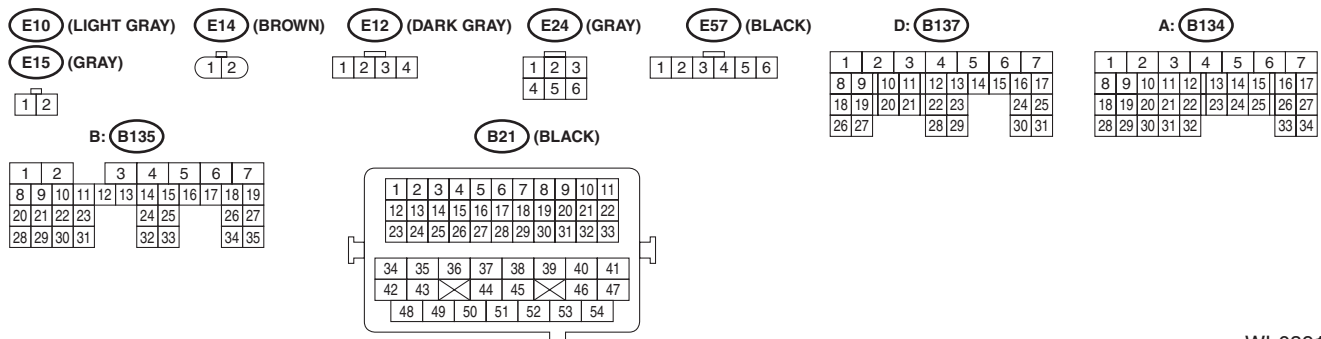 E10 (LIGHT GRAY) E14 (BROWN) E12 (DARK GRAY) E24 (GRAY) E57 (BLACK) D: B137 A: B134
E15 (GRAY)
1 2
1 2
1 2 3 4
1 2 3
4 5 6
1 2 3 4 5 6
1 2 3 4 5 6 7
8 9 10 11 12 13 14 15 16 17
18 19 20 21 22 23 24 25
26 27 28 29 30 31
1 2 3 4 5 6 7
8 9 10 11 12 13 14 15 16 17
18 19 20 21 22 23 24 25 26 27
28 29 30 31 32 33 34
B: B135 B21 (BLACK)
1 2 3 4 5 6 7
8 9 10 11 12 13 14 15 16 17 18 19
20 21 22 23 24 25 26 27
28 29 30 31 32 33 34 35
1 2 3 4 5 6 7 8 9 10 11
12 13 14 15 16 17 18 19 20 21 22
23 24 25 26 27 28 29 30 31 32 33
34 35 36 37 38 39 40 41
42 43 44 45 46 47
48 49 50 51 52 53 54